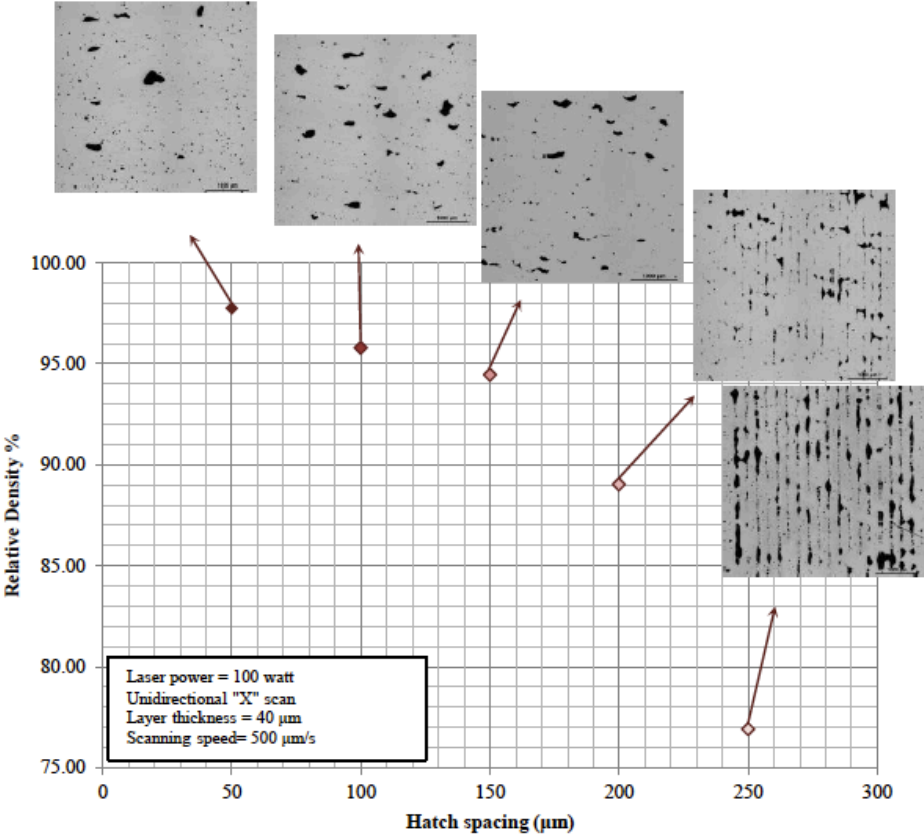 1000 µm
100.00
95.00
90.00
85.00
80.00
75.00
Relative Density %
Laser power = 100 watt
Unidirectional "X" scan
Layer thickness = 40 µm
Scanning speed= 500 µm/s
0 50 100 150 200 250 300
Hatch spacing (µm)